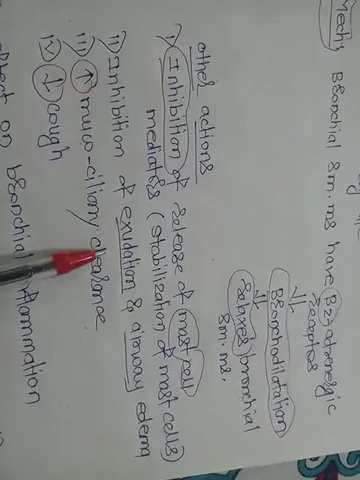 Mech›
Bronchial sm. ms have B2-adrenergic
receptor
⇓
Bronchodilatation
⇓
Relaxes bronchial
sm. ms.
other actions
i) Inhibition of release of mast cell
mediators (stabilization of mast cells)
ii) Inhibition of exudation & airway edema
iii) ↑ muco-ciliary clearance
iv) ↓ cough
effect on bronchial inflammation